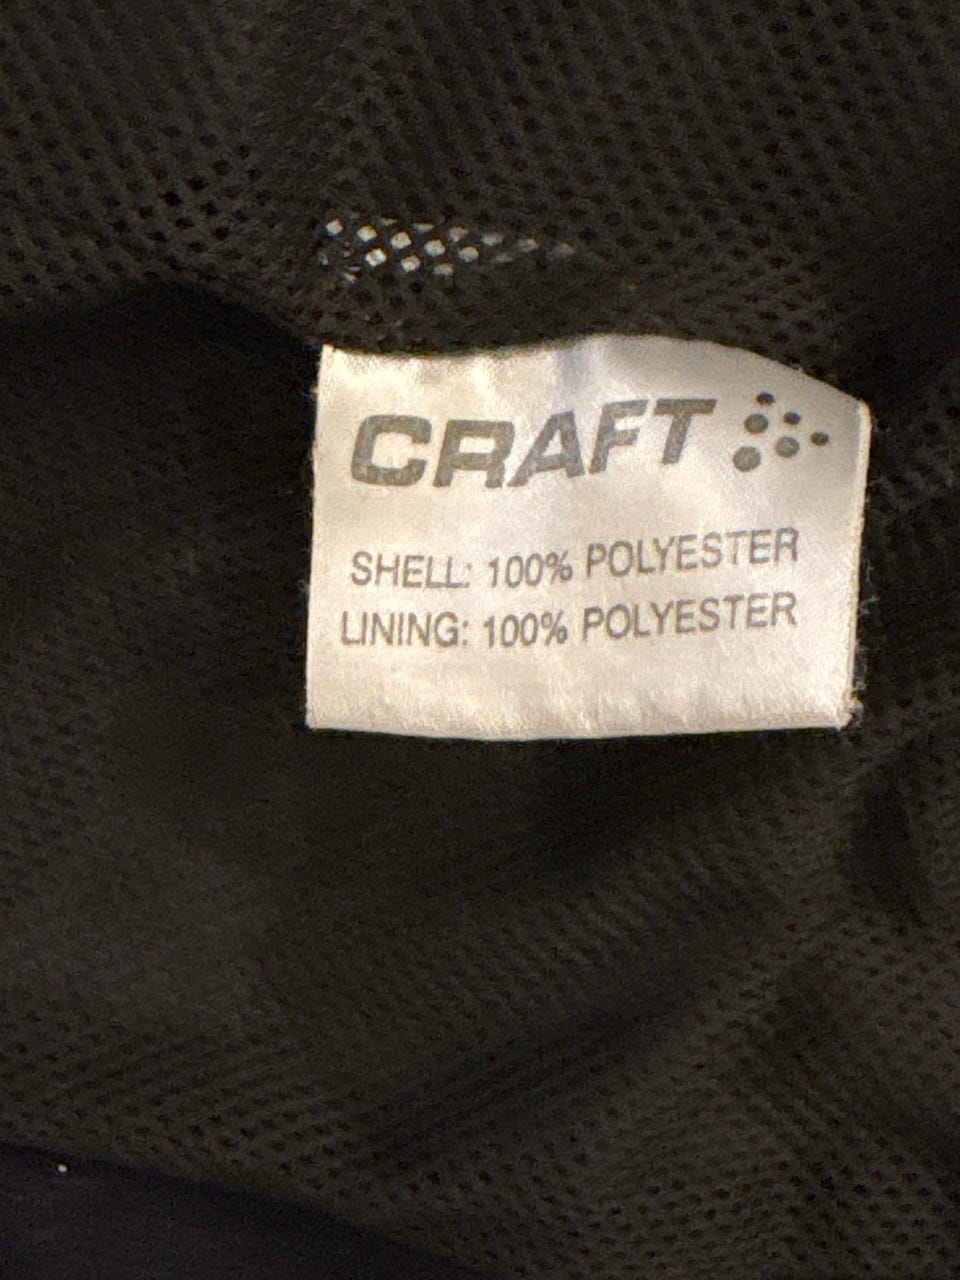 CRAFT
SHELL: 100% POLYESTER
LINING: 100% POLYESTER